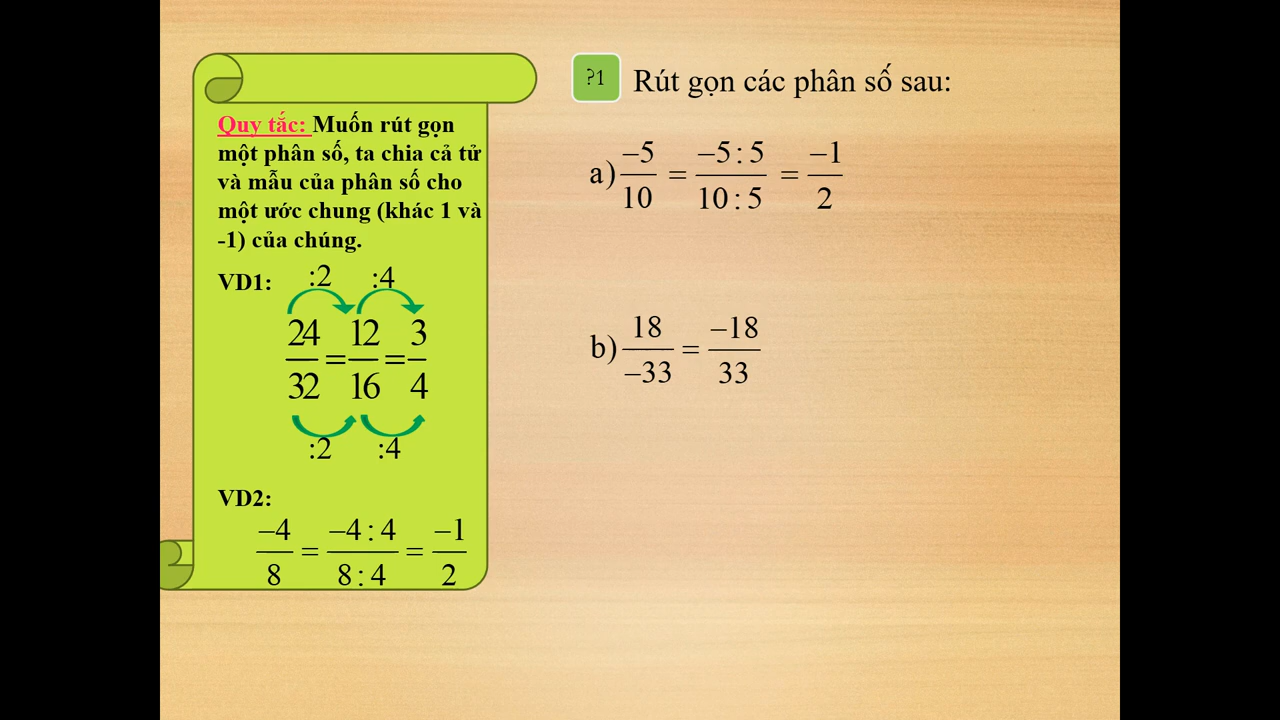 Quy tắc: Muốn rút gọn
một phân số, ta chia cả tử
và mẫu của phân số cho
một ước chung (khác 1 và
-1) của chúng.
VD1:
:2 :4
24/32 = 12/16 = 3/4
:2 :4
VD2:
−4/8 = −4 : 4/8 : 4 = −1/2
?1 Rút gọn các phân số sau:
a) −5/10 = −5 : 5/10 : 5 = −1/2
b) 18/−33 = −18/33